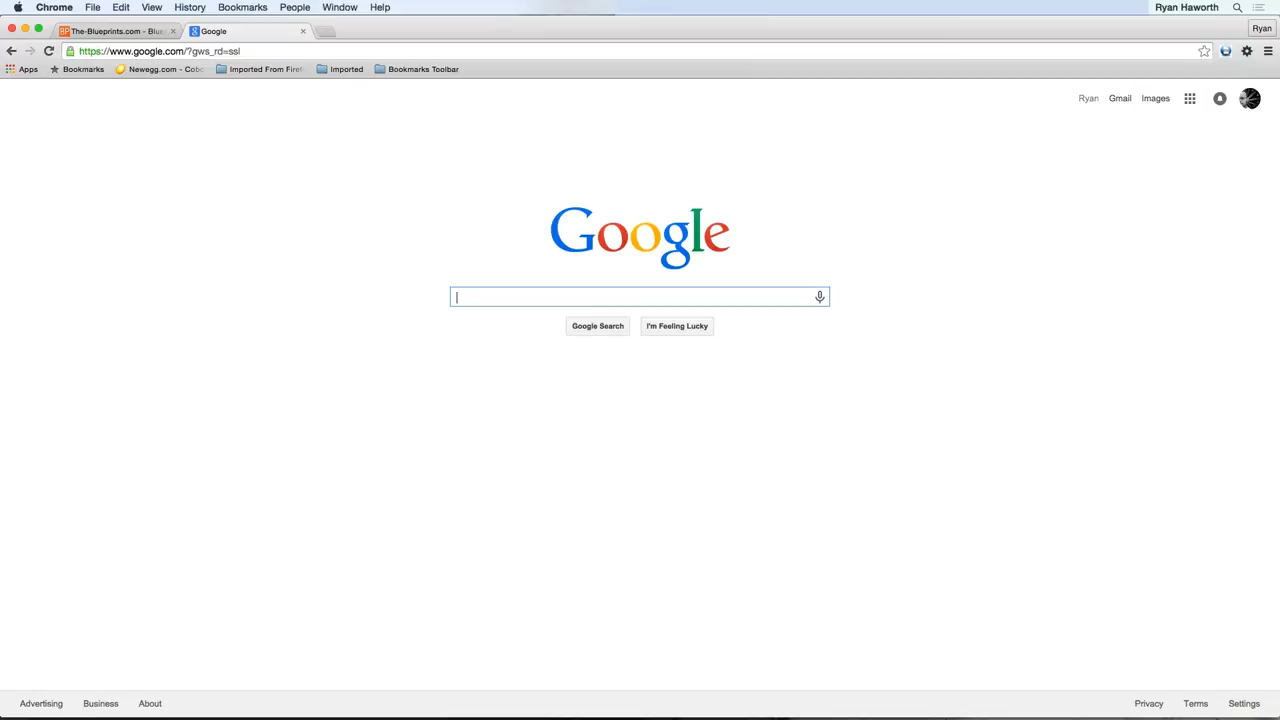 Chrome File Edit View History Bookmarks People Window Help Ryan Haworth
BP The-Blueprints.com - Blue Google Ryan
https://www.google.com/?gws_rd=ssl
Apps Bookmarks Newegg.com - Cobo Imported From Firef Imported Bookmarks Toolbar
Ryan Gmail Images
Google
Google Search I'm Feeling Lucky
Advertising Business About Privacy Terms Settings